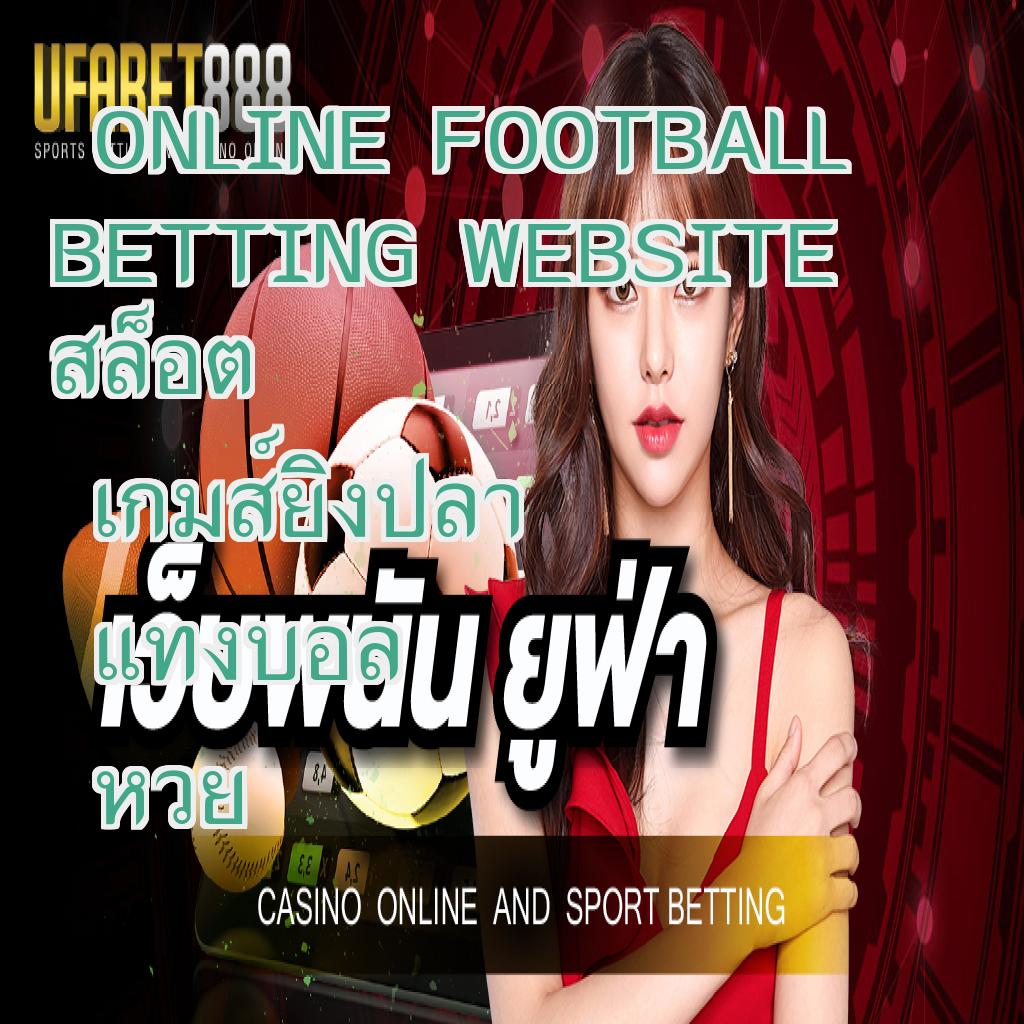 UFABET888
SPORTS
ONLINE FOOTBALL
BETTING WEBSITE
สล็อต
เกมส์ยิงปลา
แทงบอล
เว็บพนัน ยูฟ่า
หวย
CASINO ONLINE AND SPORT BETTING